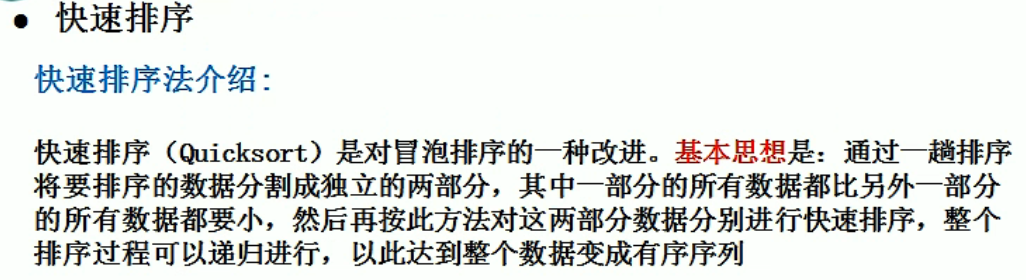 ● 快速排序
快速排序法介绍:
快速排序（Quicksort）是对冒泡排序的一种改进。基本思想是：通过一趟排序
将要排序的数据分割成独立的两部分，其中一部分的所有数据都比另外一部分
的所有数据都要小，然后再按此方法对这两部分数据分别进行快速排序，整个
排序过程可以递归进行，以此达到整个数据变成有序序列